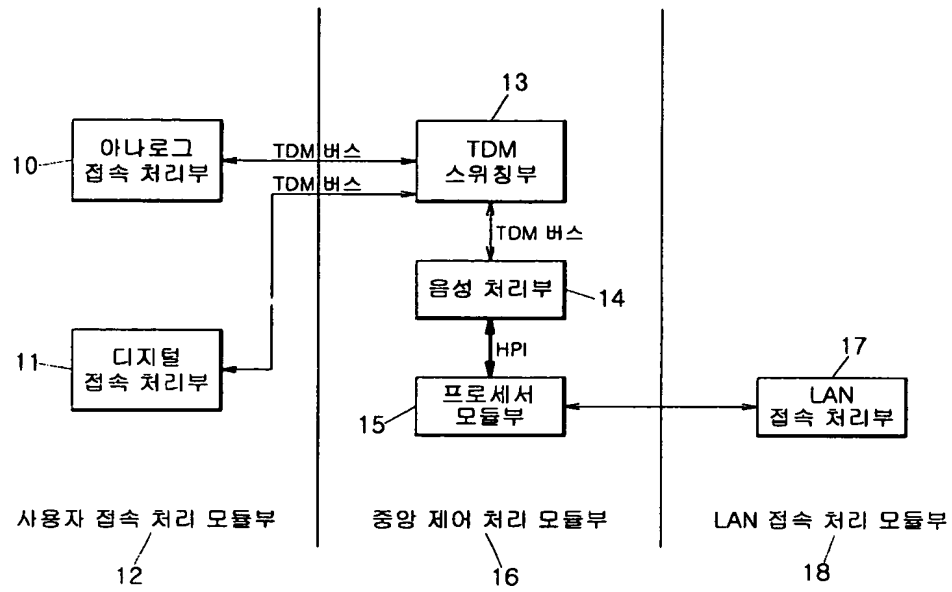 13
아나로그
접속 처리부
10
TDM 버스
TDM 버스
TDM
스위칭부
TDM 버스
음성 처리부
14
HPI
디지털
접속 처리부
11
프로세서
모듈부
15
17
LAN
접속 처리부
사용자 접속 처리 모듈부
중앙 제어 처리 모듈부
LAN 접속 처리 모듈부
12
16
18